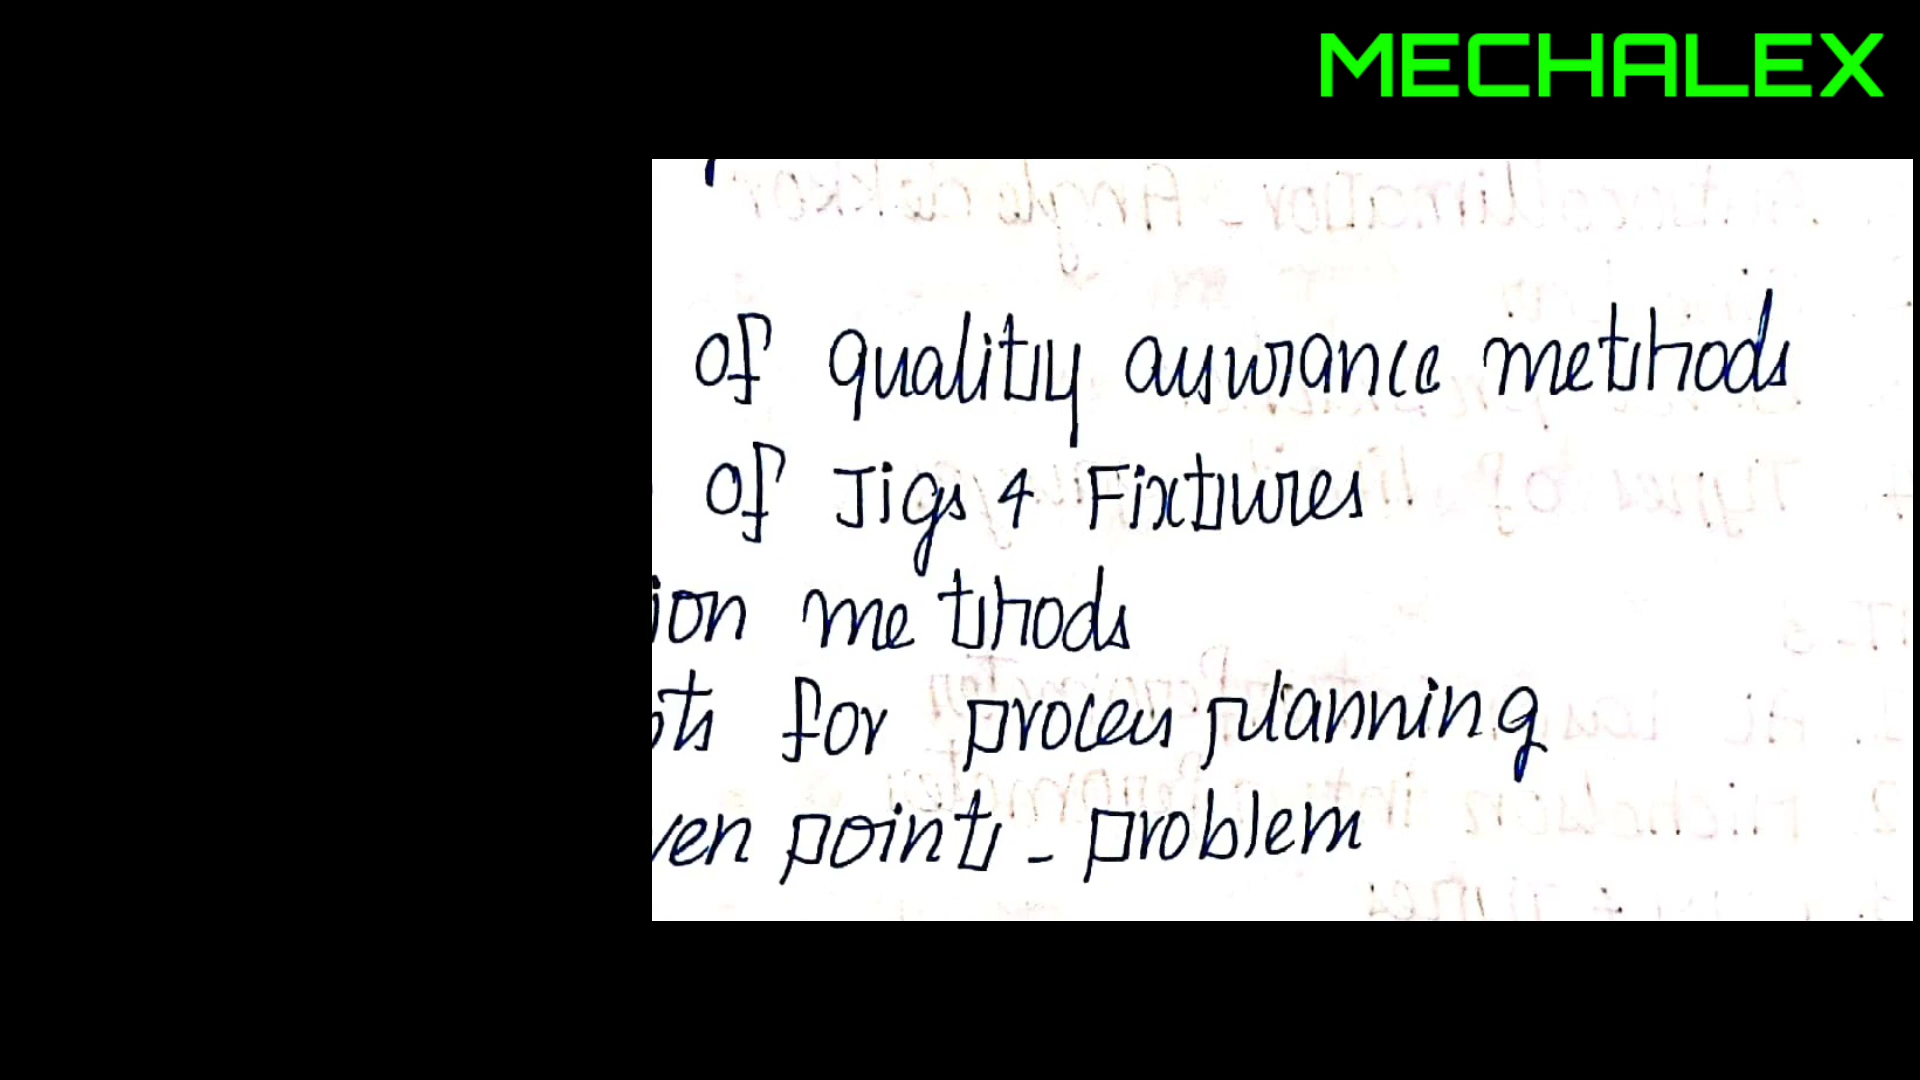 MECHALEX
of quality assurance methods
of Jigs & Fixtures
ion methods
ts for process planning
ven point - problem